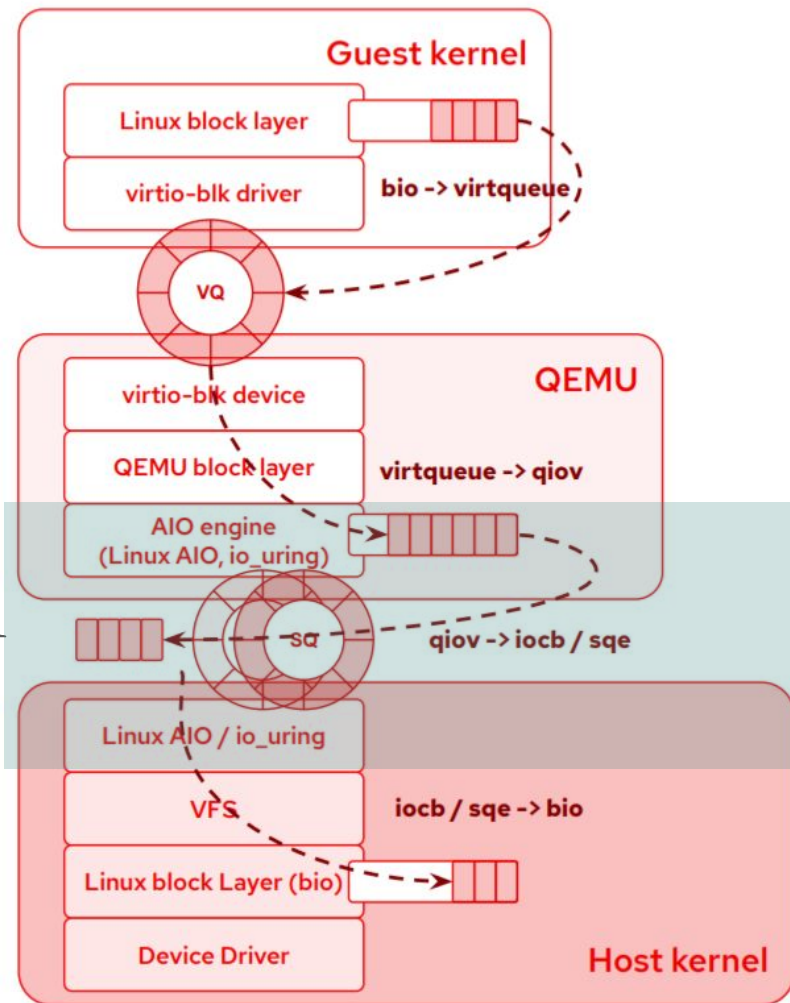 Guest kernel
Linux block layer
virtio-blk driver
bio -> virtqueue
VQ
QEMU
virtio-blk device
QEMU block layer
virtqueue -> qiov
AIO engine
(Linux AIO, io_uring)
SQ
qiov -> iocb / sqe
Linux AIO / io_uring
VFS
iocb / sqe -> bio
Linux block Layer (bio)
Device Driver
Host kernel